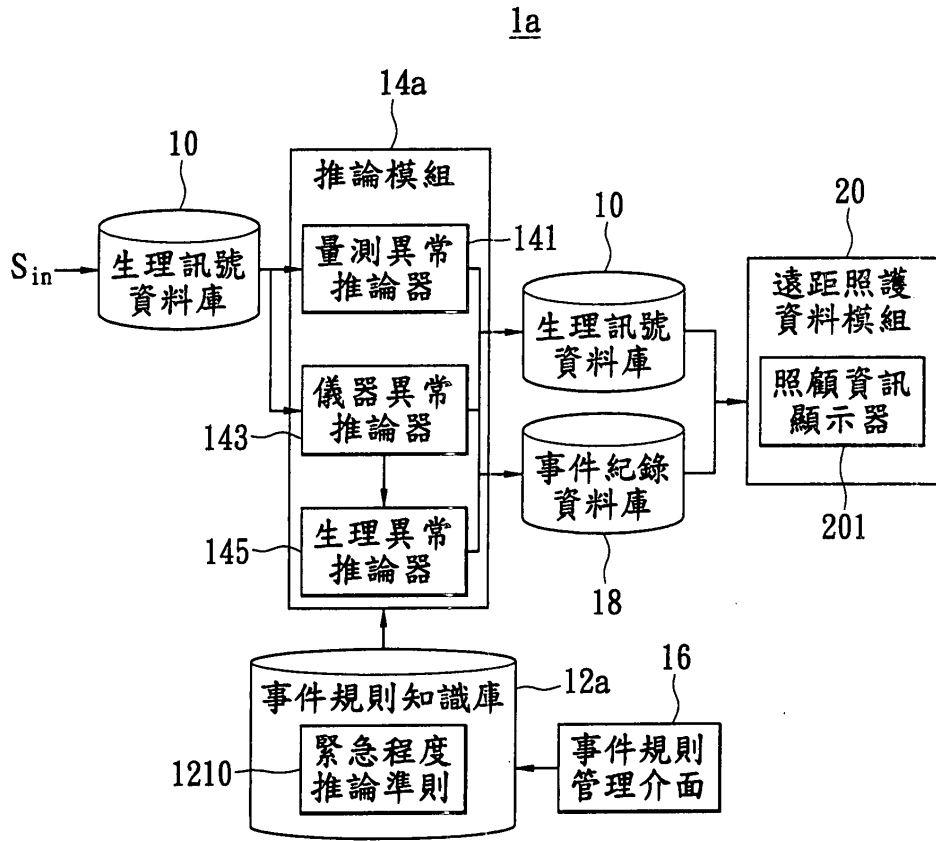 1a
14a
10
推論模組
S_in
生理訊號
資料庫
量測異常
推論器
141
10
20
遠距照護
資料模組
生理訊號
資料庫
儀器異常
推論器
143
照顧資訊
顯示器
事件紀錄
資料庫
201
生理異常
推論器
145
18
事件規則知識庫
12a
16
緊急程度
推論準則
1210
事件規則
管理介面